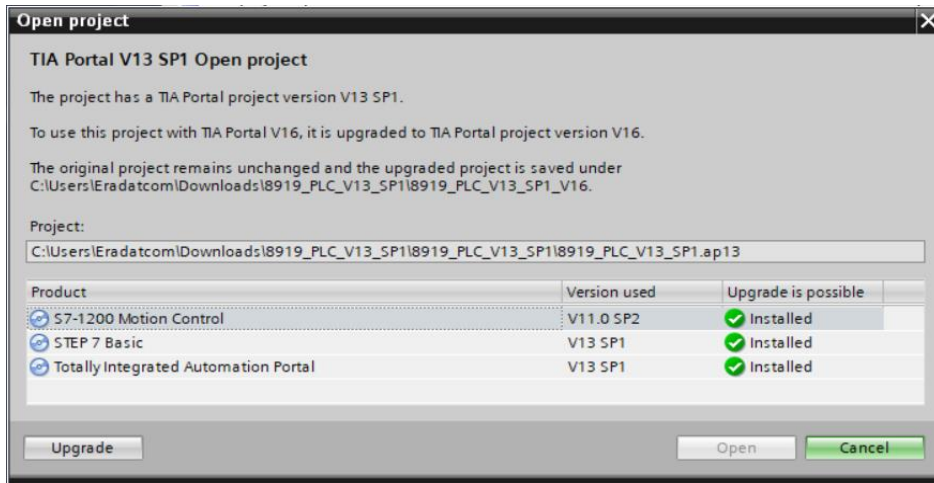 Open project
TIA Portal V13 SP1 Open project
The project has a TIA Portal project version V13 SP1.
To use this project with TIA Portal V16, it is upgraded to TIA Portal project version V16.
The original project remains unchanged and the upgraded project is saved under
C:\Users\Eradatcom\Downloads\8919_PLC_V13_SP1\8919_PLC_V13_SP1_V16.
Project:
C:\Users\Eradatcom\Downloads\8919_PLC_V13_SP1\8919_PLC_V13_SP1\8919_PLC_V13_SP1.ap13
Product Version used Upgrade is possible
S7-1200 Motion Control V11.0 SP2 Installed
STEP 7 Basic V13 SP1 Installed
Totally Integrated Automation Portal V13 SP1 Installed
Upgrade Open Cancel